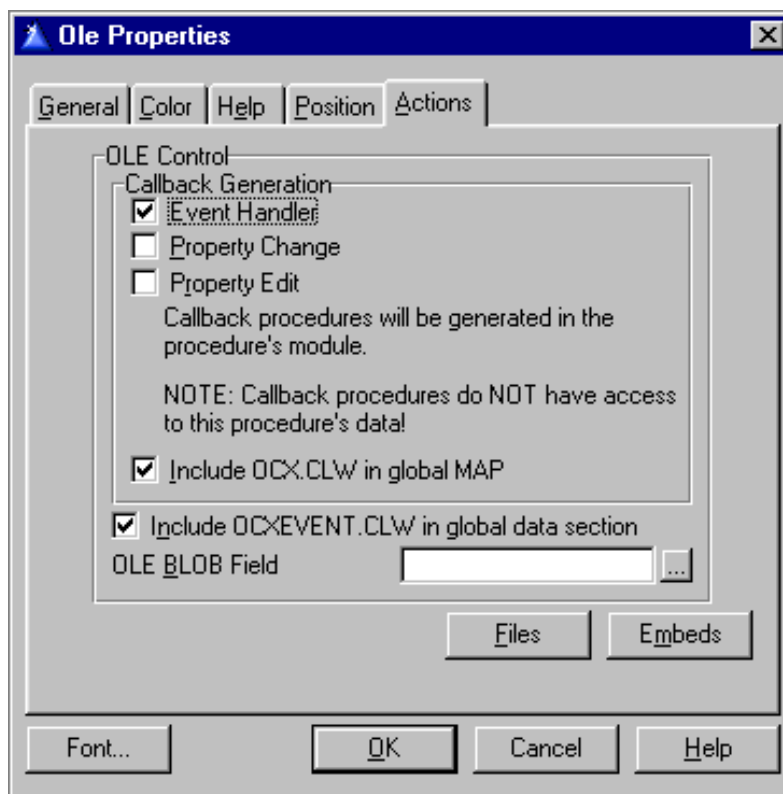 Ole Properties
General Color Help Position Actions
OLE Control
Callback Generation
Event Handler
Property Change
Property Edit
Callback procedures will be generated in the
procedure's module.
NOTE: Callback procedures do NOT have access
to this procedure's data!
Include OCX.CLW in global MAP
Include OCXEVENT.CLW in global data section
OLE BLOB Field ...
Files Embeds
Font... OK Cancel Help